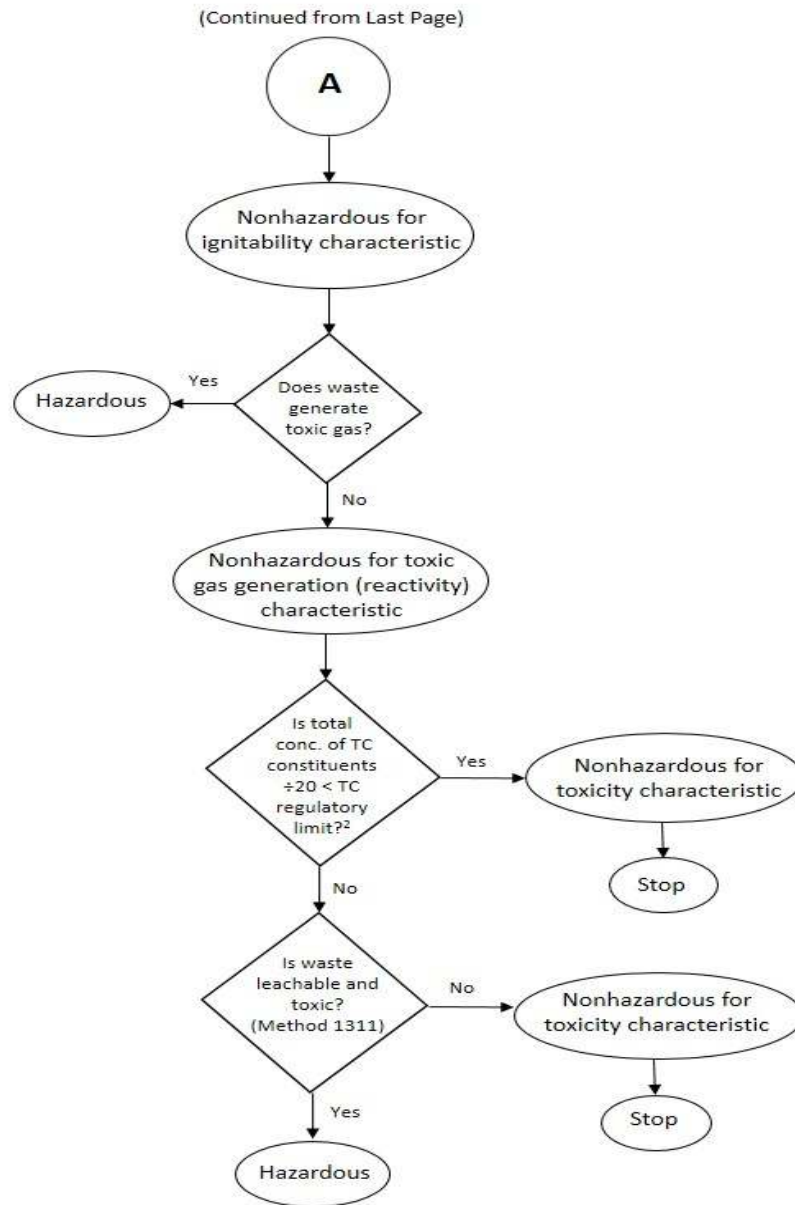 (Continued from Last Page)
A
Nonhazardous for
ignitability characteristic
Yes
Hazardous
Does waste
generate
toxic gas?
No
Nonhazardous for toxic
gas generation (reactivity)
characteristic
Is total
conc. of TC
constituents
÷20 < TC
regulatory
limit?²
Yes
Nonhazardous for
toxicity characteristic
Stop
No
Is waste
leachable and
toxic?
(Method 1311)
No
Nonhazardous for
toxicity characteristic
Stop
Yes
Hazardous